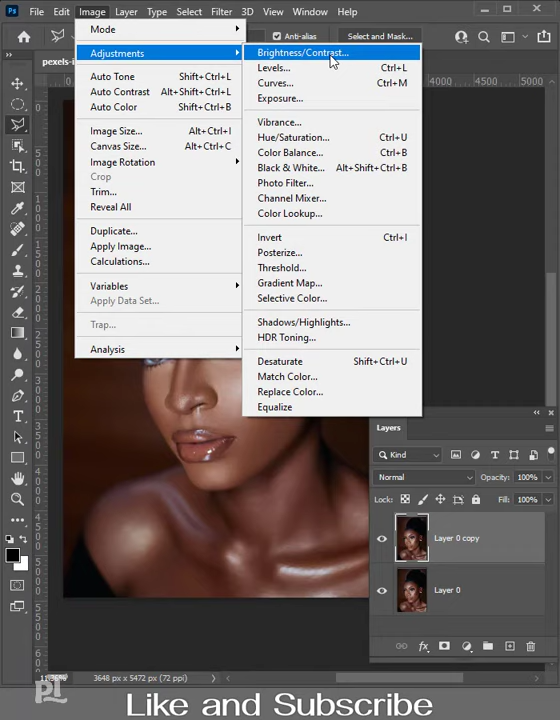 Ps File Edit Image Layer Type Select Filter 3D View Window Help
Anti-alias Select and Mask...
pexels-i
Mode
Adjustments
Auto Tone Shift+Ctrl+L
Auto Contrast Alt+Shift+Ctrl+L
Auto Color Shift+Ctrl+B
Image Size... Alt+Ctrl+I
Canvas Size... Alt+Ctrl+C
Image Rotation
Crop
Trim...
Reveal All
Duplicate...
Apply Image...
Calculations...
Variables
Apply Data Set...
Trap...
Analysis
Brightness/Contrast...
Levels... Ctrl+L
Curves... Ctrl+M
Exposure...
Vibrance...
Hue/Saturation... Ctrl+U
Color Balance... Ctrl+B
Black & White... Alt+Shift+Ctrl+B
Photo Filter...
Channel Mixer...
Color Lookup...
Invert Ctrl+I
Posterize...
Threshold...
Gradient Map...
Selective Color...
Shadows/Highlights...
HDR Toning...
Desaturate Shift+Ctrl+U
Match Color...
Replace Color...
Equalize
4000 4500 5000
Layers
Kind
Normal Opacity: 100%
Lock: Fill: 100%
Layer 0 copy
Layer 0
11.36% 3648 px x 5472 px (72 ppi)
Like and Subscribe